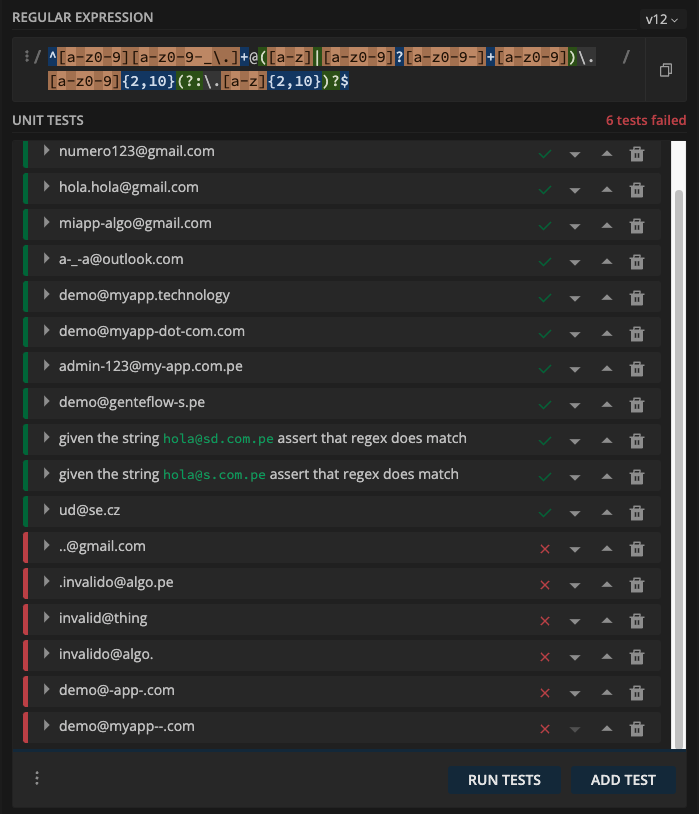 REGULAR EXPRESSION
v12
/ ^[a-z0-9][a-z0-9-_\.]+@([a-z]|[a-z0-9]?[a-z0-9-]+[a-z0-9])\. /
[a-z0-9]{2,10}(?:\.[a-z]{2,10})?$
UNIT TESTS
6 tests failed
numero123@gmail.com
hola.hola@gmail.com
miapp-algo@gmail.com
a-_-a@outlook.com
demo@myapp.technology
demo@myapp-dot-com.com
admin-123@my-app.com.pe
demo@genteflow-s.pe
given the string hola@sd.com.pe assert that regex does match
given the string hola@s.com.pe assert that regex does match
ud@se.cz
..@gmail.com
.invalido@algo.pe
invalid@thing
invalido@algo.
demo@-app-.com
demo@myapp--.com
RUN TESTS
ADD TEST